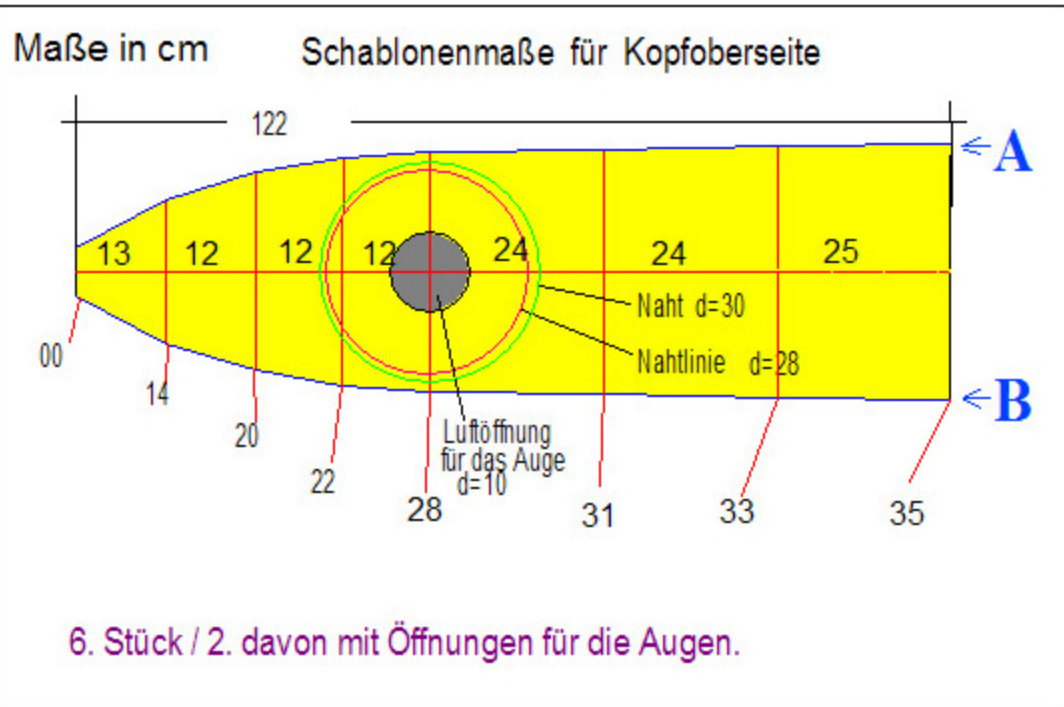 Maße in cm
Schablonenmaße für Kopfoberseite
122
A
13
12
12
12
24
24
25
Naht d=30
Nahtlinie d=28
00
14
20
22
28
31
33
35
B
Luftöffnung
für das Auge
d=10
6. Stück / 2. davon mit Öffnungen für die Augen.